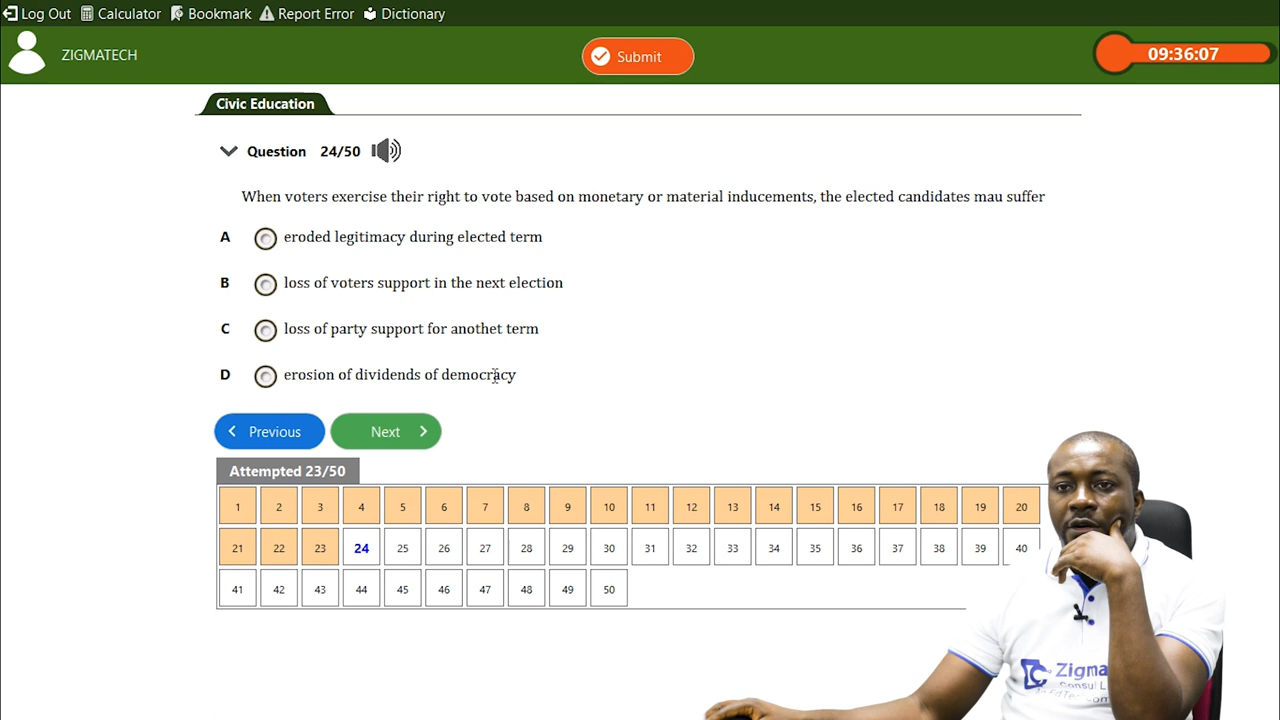 Log Out Calculator Bookmark Report Error Dictionary
ZIGMATECH
Submit
09:36:07
Civic Education
Question 24/50
When voters exercise their right to vote based on monetary or material inducements, the elected candidates mau suffer
A eroded legitimacy during elected term
B loss of voters support in the next election
C loss of party support for anothet term
D erosion of dividends of democracy
Previous Next
Attempted 23/50
1 2 3 4 5 6 7 8 9 10 11 12 13 14 15 16 17 18 19 20
21 22 23 24 25 26 27 28 29 30 31 32 33 34 35 36 37 38 39 40
41 42 43 44 45 46 47 48 49 50
Zigma
Consul